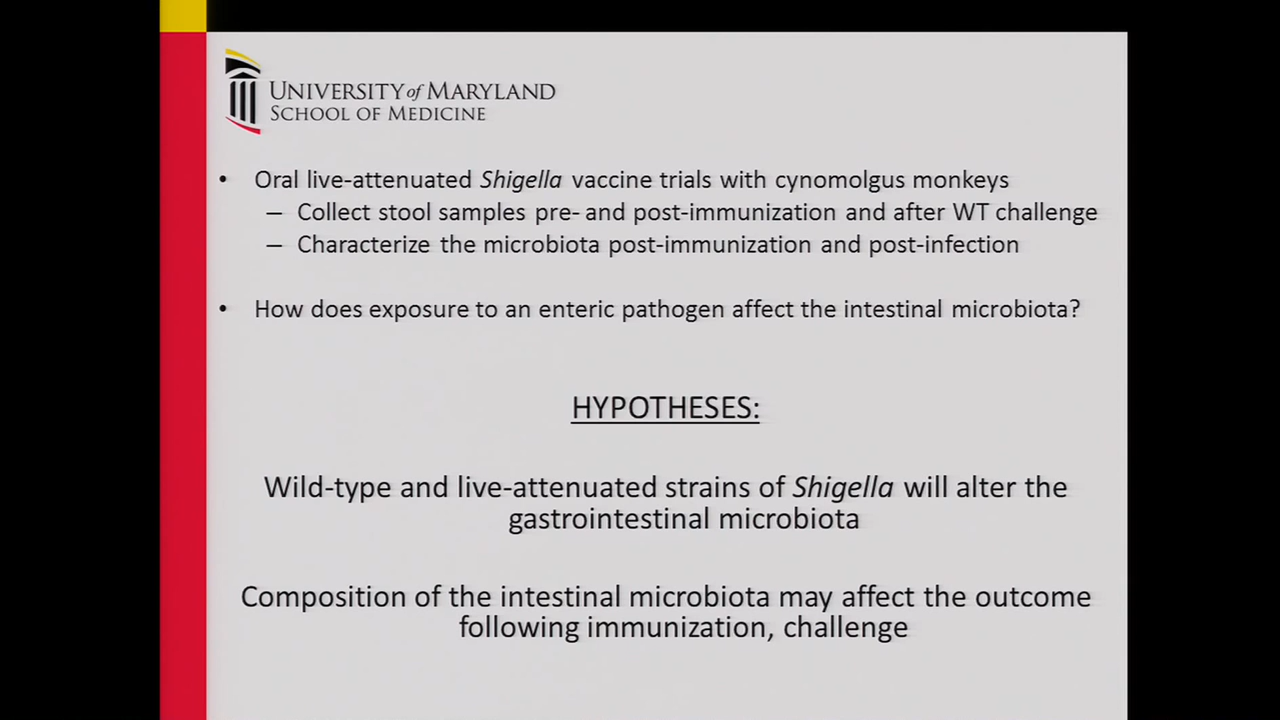 UNIVERSITY of MARYLAND
SCHOOL OF MEDICINE
• Oral live-attenuated Shigella vaccine trials with cynomolgus monkeys
– Collect stool samples pre- and post-immunization and after WT challenge
– Characterize the microbiota post-immunization and post-infection
• How does exposure to an enteric pathogen affect the intestinal microbiota?
HYPOTHESES:
Wild-type and live-attenuated strains of Shigella will alter the
gastrointestinal microbiota
Composition of the intestinal microbiota may affect the outcome
following immunization, challenge